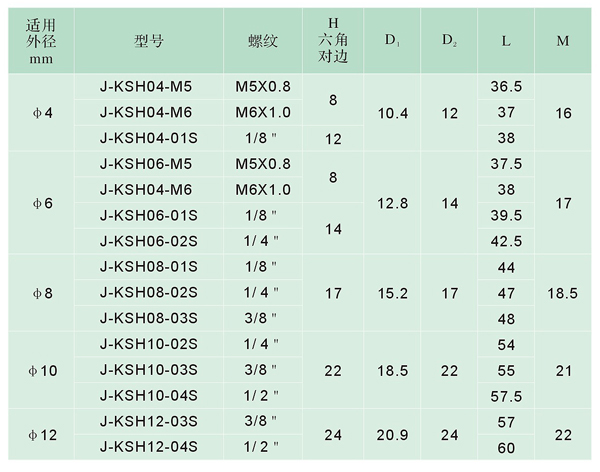 适用外径mm 型号 螺纹 H六角对边 D₁ D₂ L M
φ4 J-KSH04-M5 M5X0.8 8 10.4 12 36.5 16
J-KSH04-M6 M6X1.0 37
J-KSH04-01S 1/8" 12 38
φ6 J-KSH06-M5 M5X0.8 8 12.8 14 37.5 17
J-KSH04-M6 M6X1.0 38
J-KSH06-01S 1/8" 14 39.5
J-KSH06-02S 1/4" 42.5
φ8 J-KSH08-01S 1/8" 17 15.2 17 44 18.5
J-KSH08-02S 1/4" 47
J-KSH08-03S 3/8" 48
φ10 J-KSH10-02S 1/4" 22 18.5 22 54 21
J-KSH10-03S 3/8" 55
J-KSH10-04S 1/2" 57.5
φ12 J-KSH12-03S 3/8" 24 20.9 24 57 22
J-KSH12-04S 1/2" 60